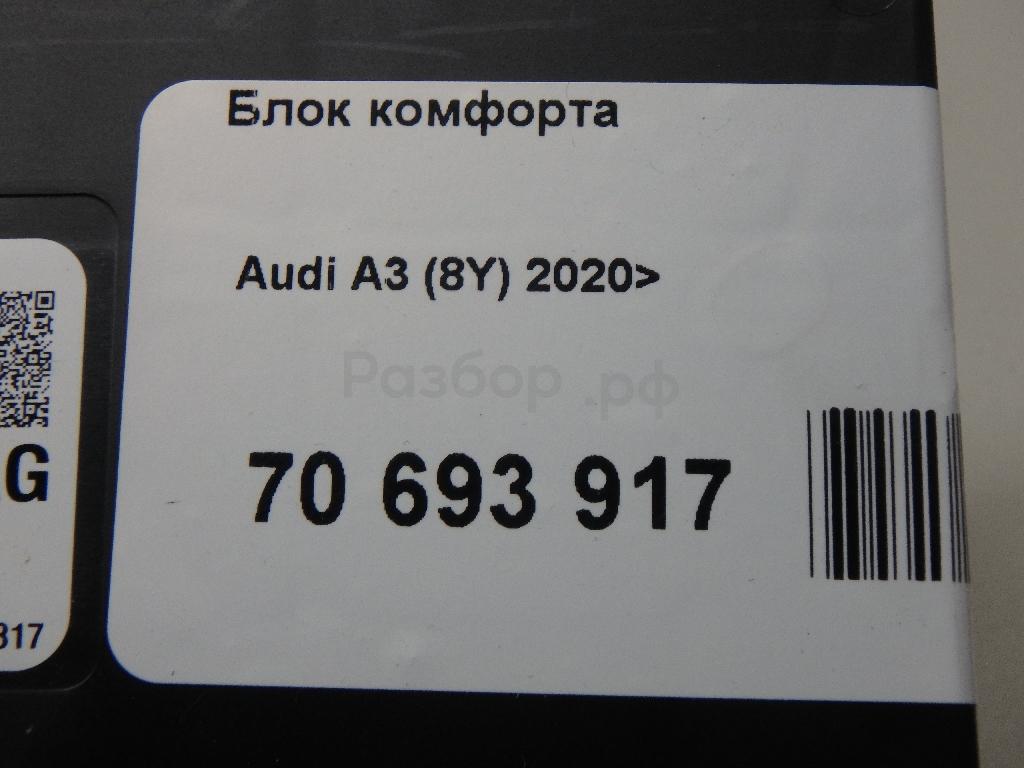 Блок комфорта
Audi A3 (8Y) 2020>
Разбор.рф
70 693 917
G
317